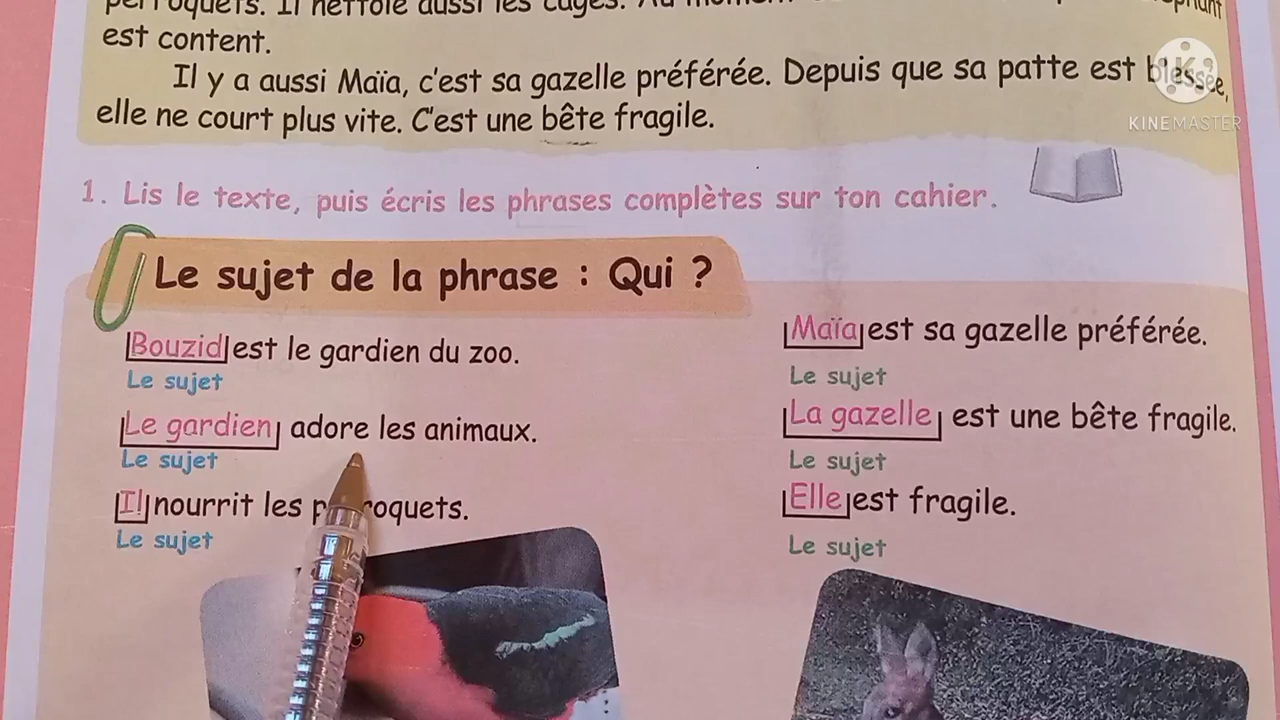 est content.
Il y a aussi Maïa, c'est sa gazelle préférée. Depuis que sa patte est blessée,
elle ne court plus vite. C'est une bête fragile.
KINEMASTER
1. Lis le texte, puis écris les phrases complètes sur ton cahier.
Le sujet de la phrase : Qui ?
Bouzid est le gardien du zoo.
Le sujet
Le gardien adore les animaux.
Le sujet
Il nourrit les perroquets.
Le sujet
Maïa est sa gazelle préférée.
Le sujet
La gazelle est une bête fragile.
Le sujet
Elle est fragile.
Le sujet